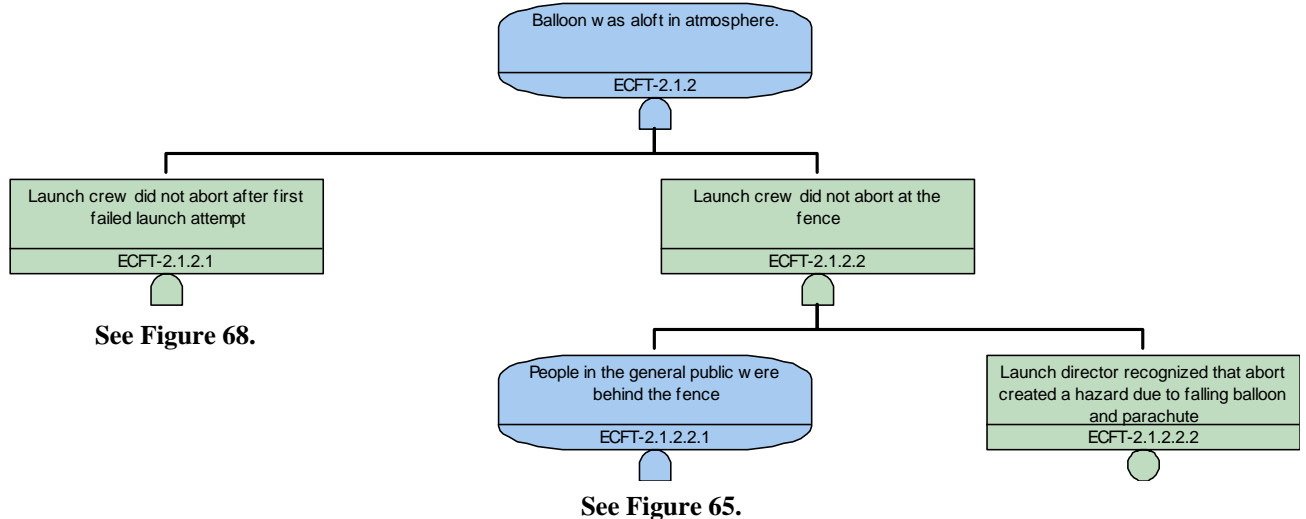 Balloon was aloft in atmosphere.
ECFT-2.1.2
Launch crew did not abort after first
failed launch attempt
ECFT-2.1.2.1
See Figure 68.
Launch crew did not abort at the
fence
ECFT-2.1.2.2
People in the general public were
behind the fence
ECFT-2.1.2.2.1
See Figure 65.
Launch director recognized that abort
created a hazard due to falling balloon
and parachute
ECFT-2.1.2.2.2